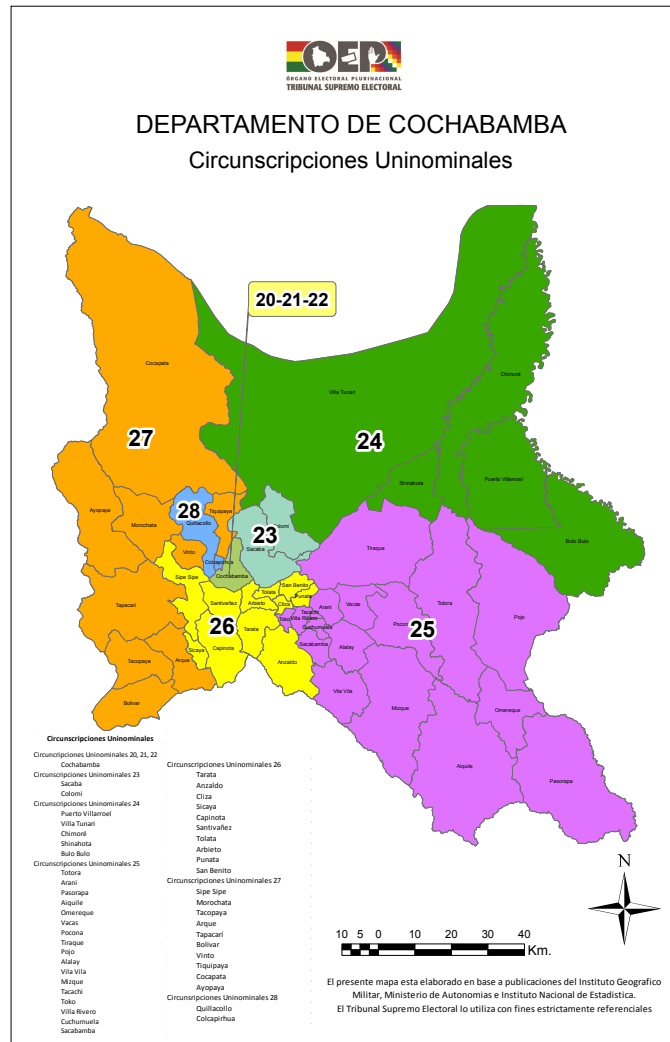 OEP
ÓRGANO ELECTORAL PLURINACIONAL
TRIBUNAL SUPREMO ELECTORAL
DEPARTAMENTO DE COCHABAMBA
Circunscripciones Uninominales
20-21-22
Cocapata
Villa Tunari
Chimoré
27
24
Shinahota
Puerto Villarroel
Ayopaya
Morochata
28
Quillacollo
Tiquipaya
23
Colomi
Sacaba
Bulo Bulo
Vinto
Colcapirhua
Cochabamba
Tiraque
Sipe Sipe
San Benito
Tolata
Punata
Tapacari
Santivañez
Arbieto
Cliza
Tacachi
Arani
Vacas
Totora
Toko
Villa Rivero
Cuchumuela
Pocona
Pojo
26
Tarata
25
Sicaya
Capinota
Sacabamba
Alalay
Tacopaya
Arque
Anzaldo
Vila Vila
Bolivar
Mizque
Omereque
Aiquile
Pasorapa
Circunscripciones Uninominales
Circunscripciones Uninominales 20, 21, 22
Cochabamba
Circunscripciones Uninominales 23
Sacaba
Colomi
Circunscripciones Uninominales 24
Puerto Villarroel
Villa Tunari
Chimoré
Shinahota
Bulo Bulo
Circunscripciones Uninominales 25
Totora
Arani
Pasorapa
Aiquile
Omereque
Vacas
Pocona
Tiraque
Pojo
Alalay
Vila Vila
Mizque
Tacachi
Toko
Villa Rivero
Cuchumuela
Sacabamba
Circunscripciones Uninominales 26
Tarata
Anzaldo
Cliza
Sicaya
Capinota
Santivañez
Tolata
Arbieto
Punata
San Benito
Circunscripciones Uninominales 27
Sipe Sipe
Morochata
Tacopaya
Arque
Tapacarí
Bolivar
Vinto
Tiquipaya
Cocapata
Ayopaya
Circunsripciones Uninominales 28
Quillacollo
Colcapirhua
N
10 5 0 10 20 30 40
Km.
El presente mapa esta elaborado en base a publicaciones del Instituto Geografico
Militar, Ministerio de Autonomias e Instituto Nacional de Estadistica.
El Tribunal Supremo Electoral lo utiliza con fines estrictamente referenciales